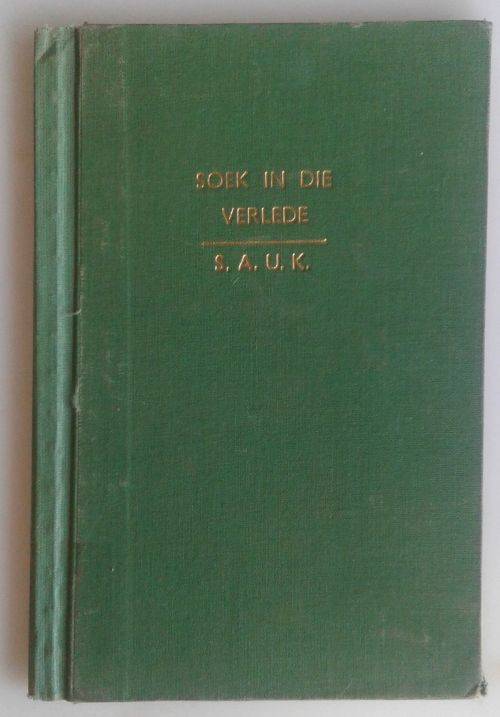 SOEK IN DIE
VERLEDE
S. A. U. K.